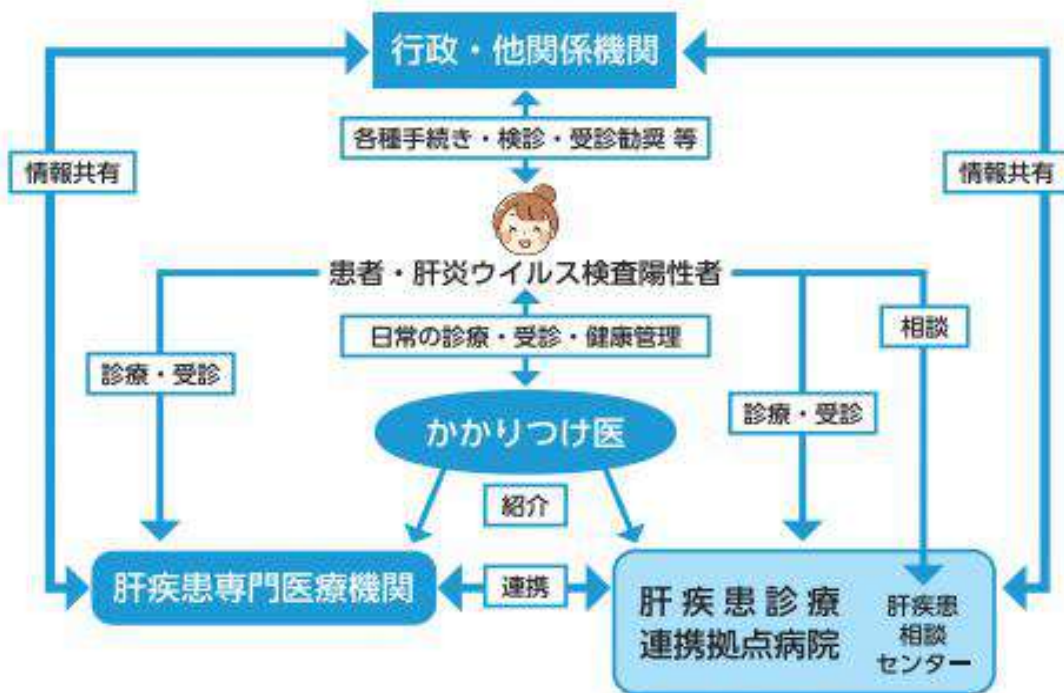 行政・他関係機関
各種手続き・検診・受診勧奨 等
情報共有
情報共有
患者・肝炎ウイルス検査陽性者
日常の診療・受診・健康管理
相談
診療・受診
診療・受診
かかりつけ医
紹介
肝疾患専門医療機関
連携
肝疾患診療
連携拠点病院
肝疾患
相談
センター